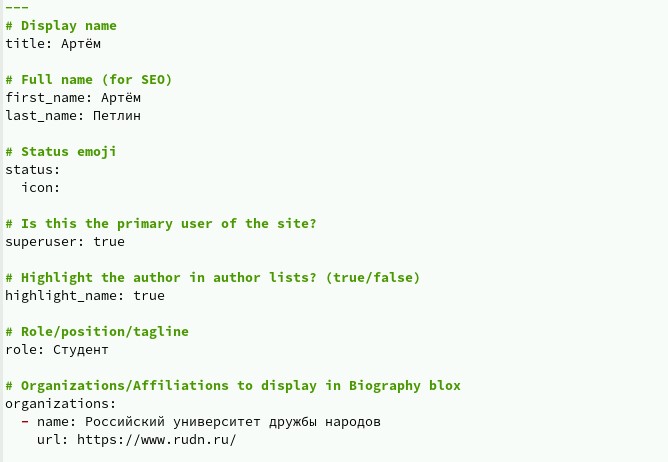 ---
# Display name
title: Артём
# Full name (for SEO)
first_name: Артём
last_name: Петлин
# Status emoji
status:
  icon:
# Is this the primary user of the site?
superuser: true
# Highlight the author in author lists? (true/false)
highlight_name: true
# Role/position/tagline
role: Студент
# Organizations/Affiliations to display in Biography blox
organizations:
  - name: Российский университет дружбы народов
    url: https://www.rudn.ru/